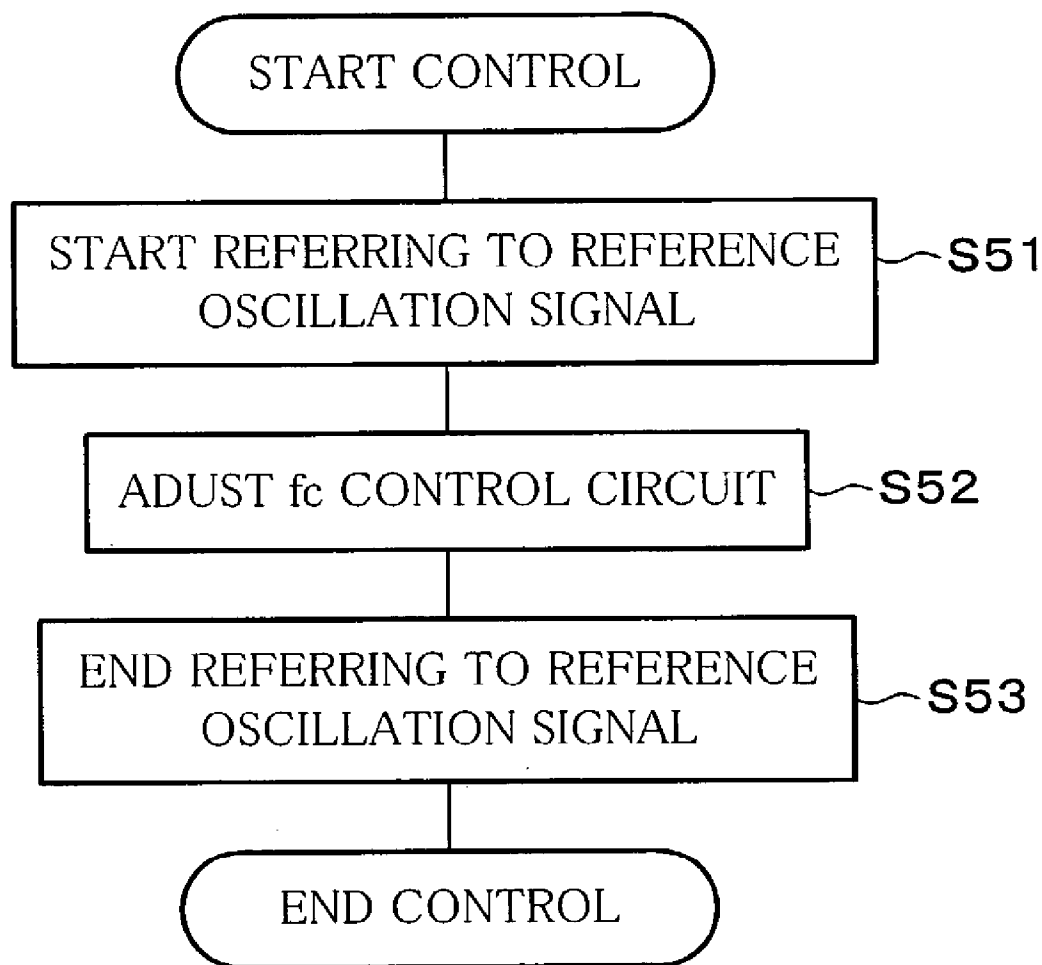 START CONTROL
START REFERRING TO REFERENCE
OSCILLATION SIGNAL
S51
ADUST fc CONTROL CIRCUIT
S52
END REFERRING TO REFERENCE
OSCILLATION SIGNAL
S53
END CONTROL